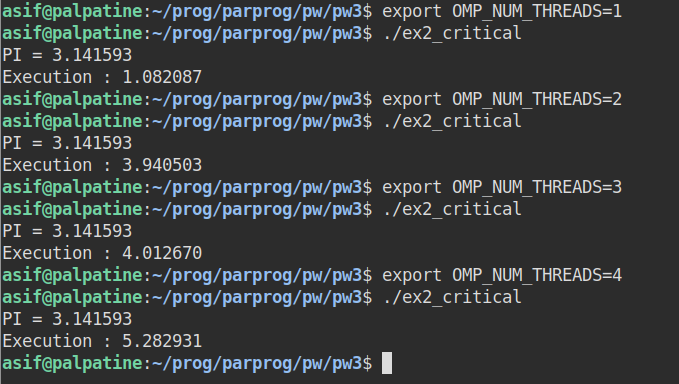 asif@palpatine:~/prog/parprog/pw/pw3$ export OMP_NUM_THREADS=1
asif@palpatine:~/prog/parprog/pw/pw3$ ./ex2_critical
PI = 3.141593
Execution : 1.082087
asif@palpatine:~/prog/parprog/pw/pw3$ export OMP_NUM_THREADS=2
asif@palpatine:~/prog/parprog/pw/pw3$ ./ex2_critical
PI = 3.141593
Execution : 3.940503
asif@palpatine:~/prog/parprog/pw/pw3$ export OMP_NUM_THREADS=3
asif@palpatine:~/prog/parprog/pw/pw3$ ./ex2_critical
PI = 3.141593
Execution : 4.012670
asif@palpatine:~/prog/parprog/pw/pw3$ export OMP_NUM_THREADS=4
asif@palpatine:~/prog/parprog/pw/pw3$ ./ex2_critical
PI = 3.141593
Execution : 5.282931
asif@palpatine:~/prog/parprog/pw/pw3$